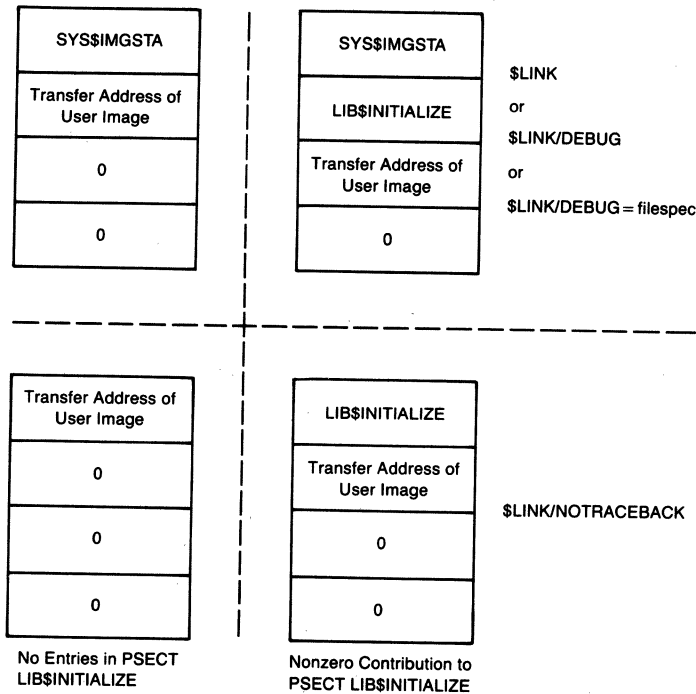 SYS$IMGSTA
Transfer Address of
User Image
0
0
SYS$IMGSTA
LIB$INITIALIZE
Transfer Address of
User Image
0
$LINK
or
$LINK/DEBUG
or
$LINK/DEBUG = filespec
Transfer Address of
User Image
0
0
0
No Entries in PSECT
LIB$INITIALIZE
LIB$INITIALIZE
Transfer Address of
User Image
0
0
$LINK/NOTRACEBACK
Nonzero Contribution to
PSECT LIB$INITIALIZE